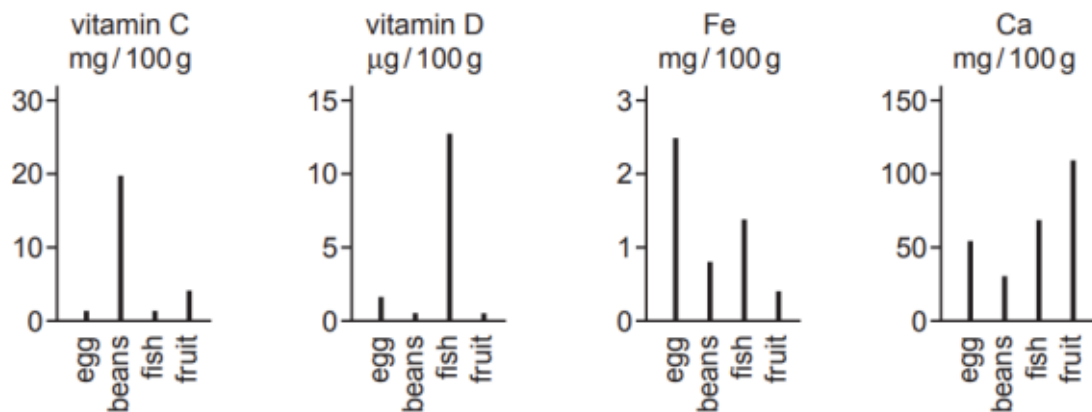 vitamin C
mg / 100 g
30
20
10
0
egg
beans
fish
fruit
vitamin D
µg / 100 g
15
10
5
0
egg
beans
fish
fruit
Fe
mg / 100 g
3
2
1
0
egg
beans
fish
fruit
Ca
mg / 100 g
150
100
50
0
egg
beans
fish
fruit